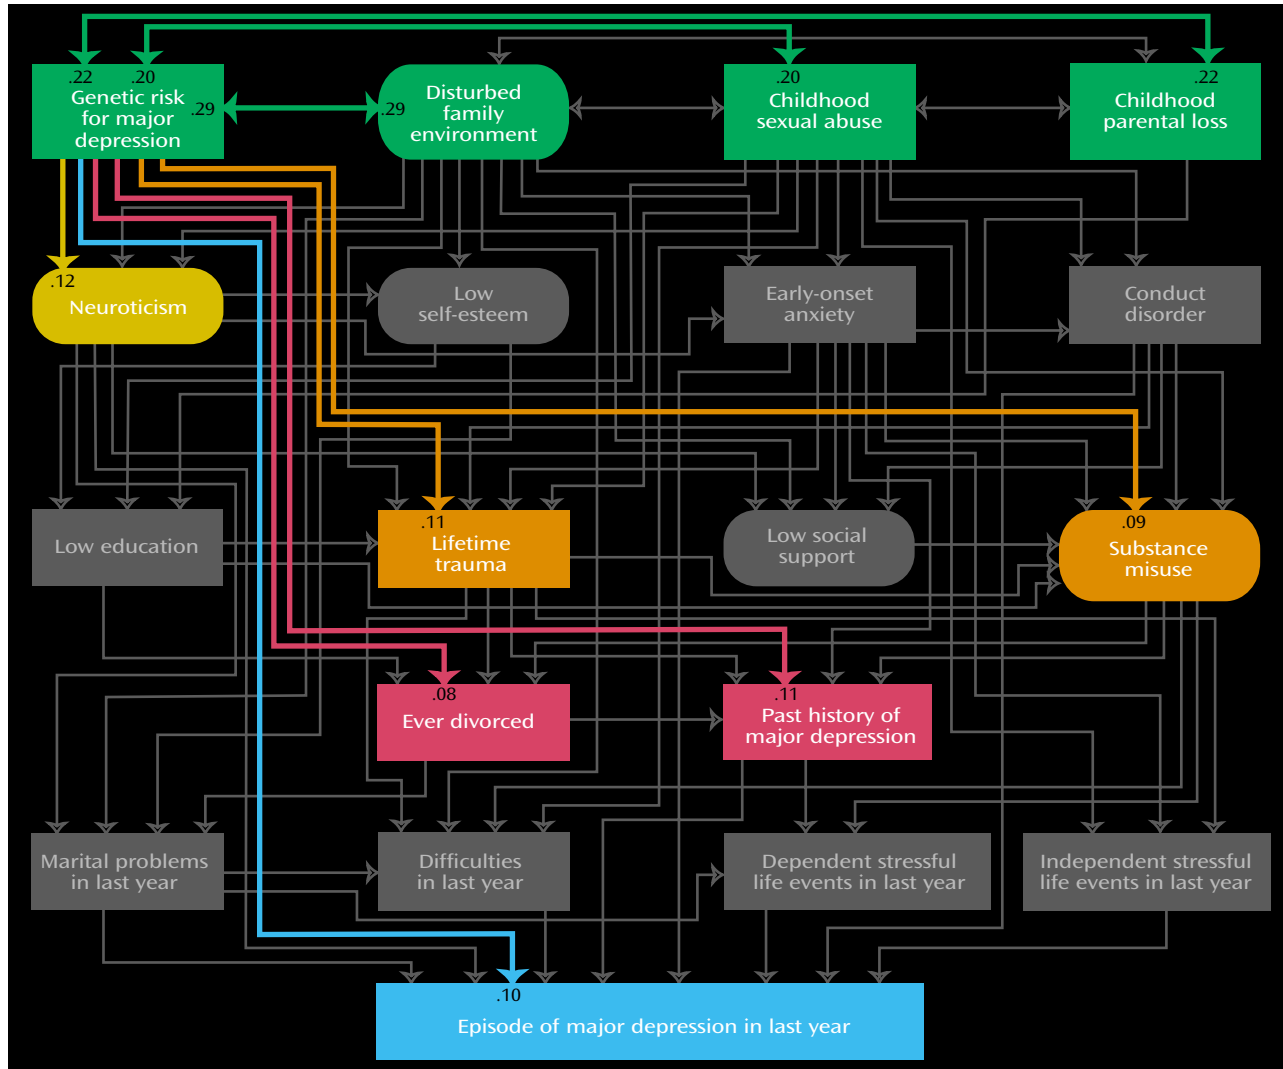 .22
.20
Genetic risk
for major
depression
.29
.29
Disturbed
family
environment
.20
Childhood
sexual abuse
.22
Childhood
parental loss
.12
Neuroticism
Low
self-esteem
Early-onset
anxiety
Conduct
disorder
Low education
.11
Lifetime
trauma
Low social
support
.09
Substance
misuse
.08
Ever divorced
.11
Past history of
major depression
Marital problems
in last year
Difficulties
in last year
Dependent stressful
life events in last year
Independent stressful
life events in last year
.10
Episode of major depression in last year